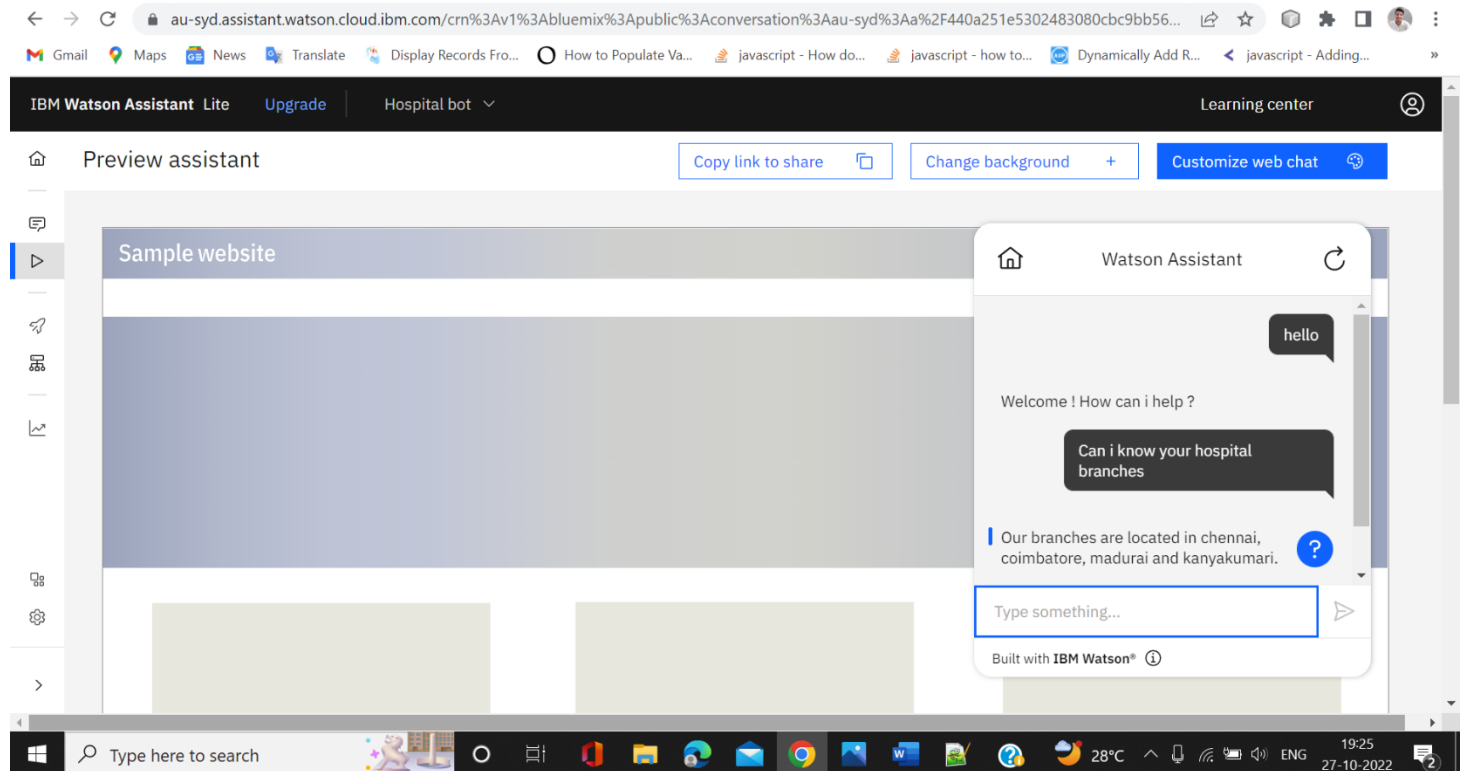 au-syd.assistant.watson.cloud.ibm.com/crn%3Av1%3Abluemix%3Apublic%3Aconversation%3Aau-syd%3Aa%2F440a251e5302483080cbc9bb56...
Gmail Maps News Translate Display Records Fro... How to Populate Va... javascript - How do... javascript - how to... Dynamically Add R... javascript - Adding... »
IBM Watson Assistant Lite Upgrade Hospital bot Learning center
Preview assistant Copy link to share Change background + Customize web chat
Sample website
Watson Assistant
hello
Welcome ! How can i help ?
Can i know your hospital
branches
Our branches are located in chennai,
coimbatore, madurai and kanyakumari.
?
Type something...
Built with IBM Watson®
Type here to search 28°C ENG 19:25
27-10-2022 2